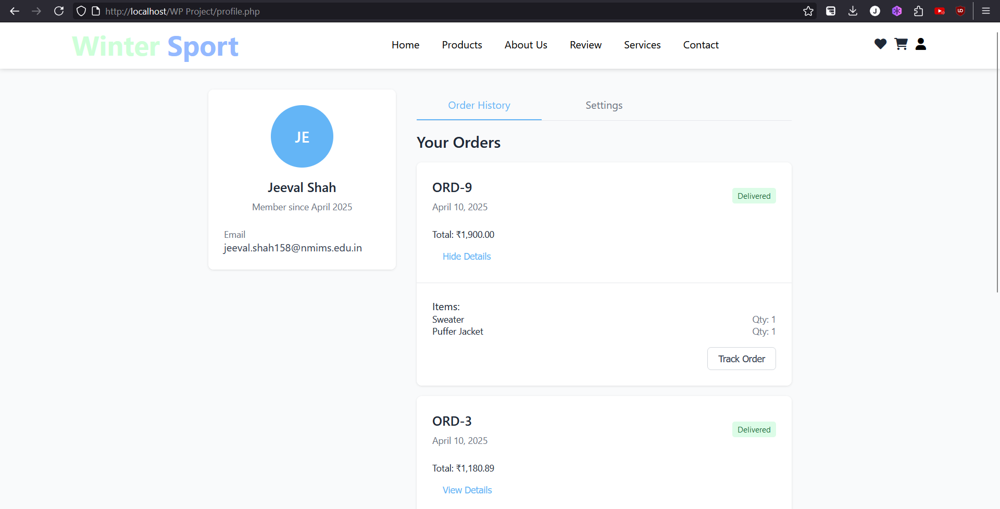 http://localhost/WP Project/profile.php
J
Winter Sport
Home
Products
About Us
Review
Services
Contact
JE
Jeeval Shah
Member since April 2025
Email
jeeval.shah158@nmims.edu.in
Order History
Settings
Your Orders
ORD-9
Delivered
April 10, 2025
Total: ₹1,900.00
Hide Details
Items:
Sweater Qty: 1
Puffer Jacket Qty: 1
Track Order
ORD-3
Delivered
April 10, 2025
Total: ₹1,180.89
View Details